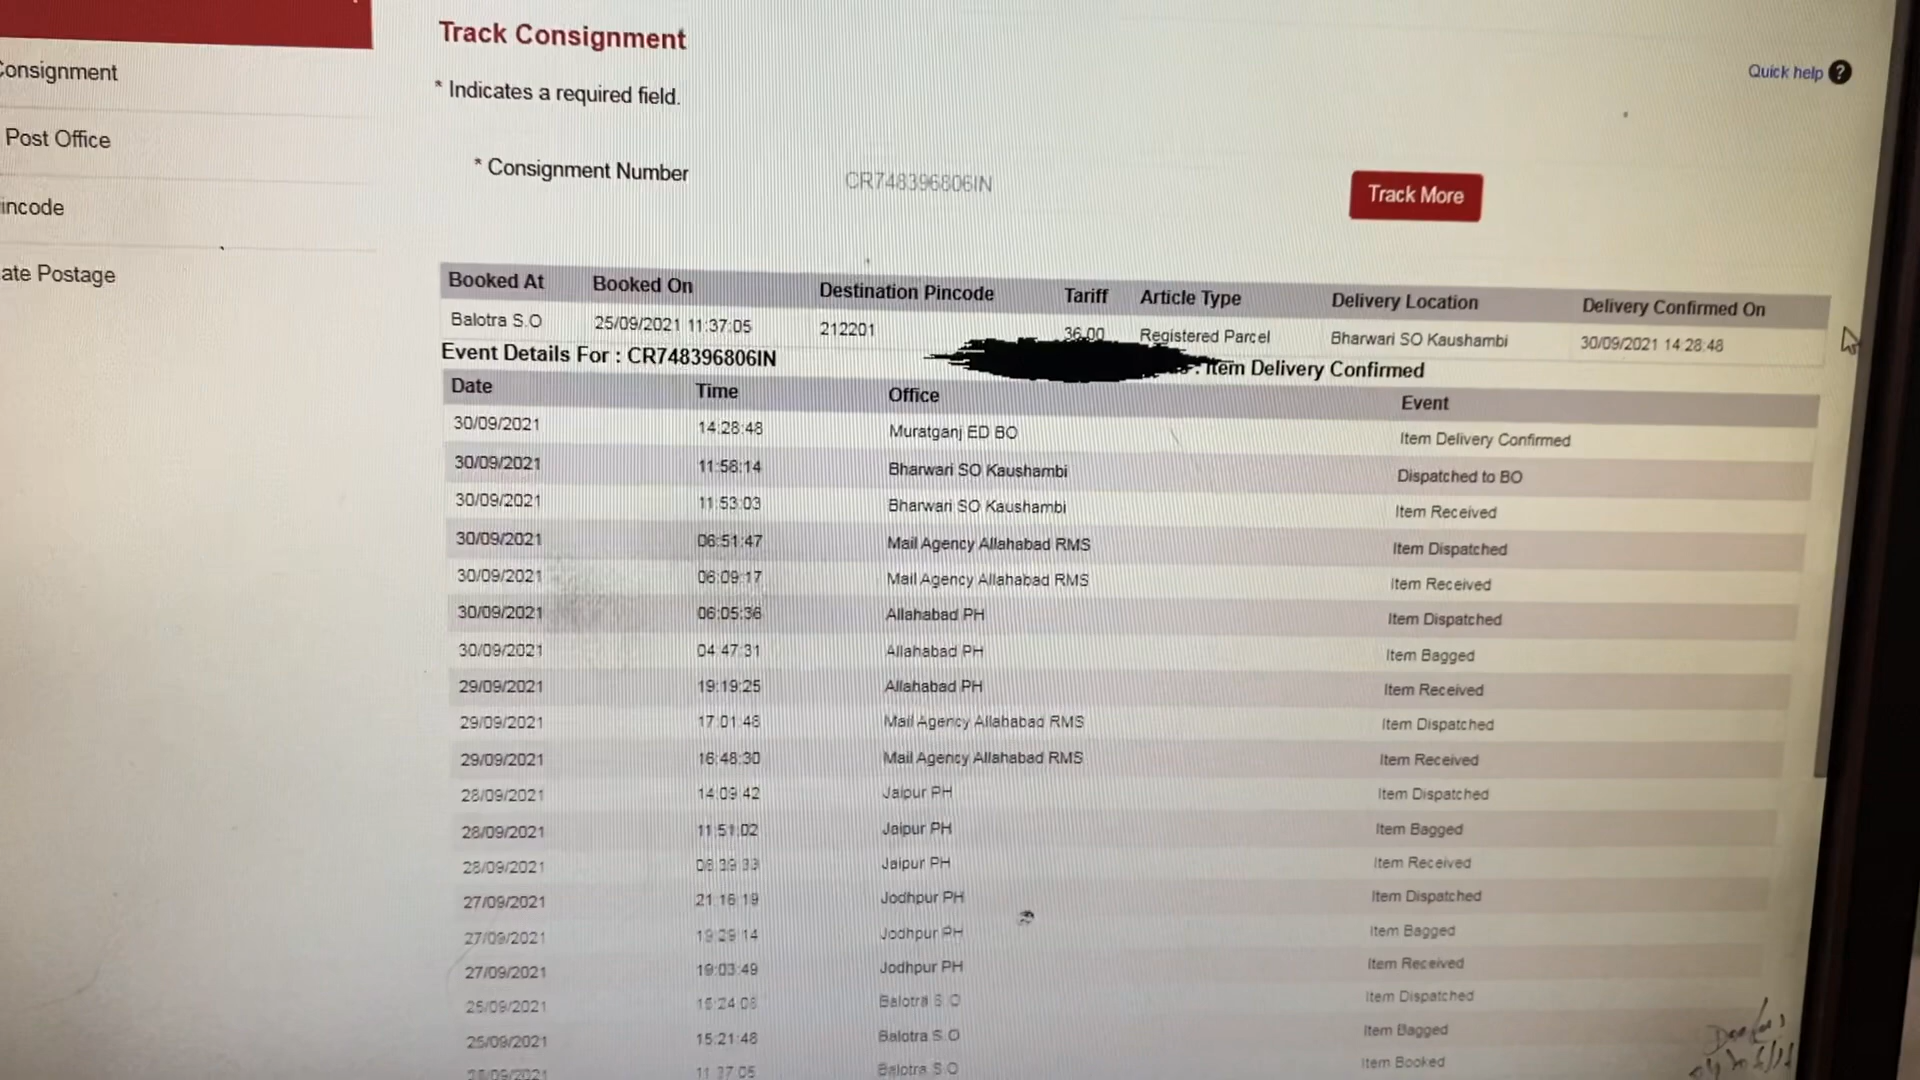 Track Consignment
* Indicates a required field.
Quick help ?
Consignment
Post Office
incode
ate Postage
* Consignment Number CR748396806IN Track More
Booked At Booked On Destination Pincode Tariff Article Type Delivery Location Delivery Confirmed On
Balotra S.O 25/09/2021 11:37:05 212201 36.00 Registered Parcel Bharwari SO Kaushambi 30/09/2021 14:28:48
Event Details For : CR748396806IN : Item Delivery Confirmed
Date Time Office Event
30/09/2021 14:28:48 Muratganj ED BO Item Delivery Confirmed
30/09/2021 11:58:14 Bharwari SO Kaushambi Dispatched to BO
30/09/2021 11:53:03 Bharwari SO Kaushambi Item Received
30/09/2021 06:51:47 Mail Agency Allahabad RMS Item Dispatched
30/09/2021 06:09:17 Mail Agency Allahabad RMS Item Received
30/09/2021 06:05:36 Allahabad PH Item Dispatched
30/09/2021 04:47:31 Allahabad PH Item Bagged
29/09/2021 19:19:25 Allahabad PH Item Received
29/09/2021 17:01:48 Mail Agency Allahabad RMS Item Dispatched
29/09/2021 16:48:30 Mail Agency Allahabad RMS Item Received
28/09/2021 14:09:42 Jaipur PH Item Dispatched
28/09/2021 11:51:02 Jaipur PH Item Bagged
28/09/2021 Jaipur PH Item Received
27/09/2021 21:16:19 Jodhpur PH Item Dispatched
27/09/2021 19:29:14 Jodhpur PH Item Bagged
27/09/2021 19:03:49 Jodhpur PH Item Received
25/09/2021 Balotra S.O Item Dispatched
25/09/2021 15:21:48 Balotra S.O Item Bagged
25/09/2021 11:37:05 Balotra S.O Item Booked